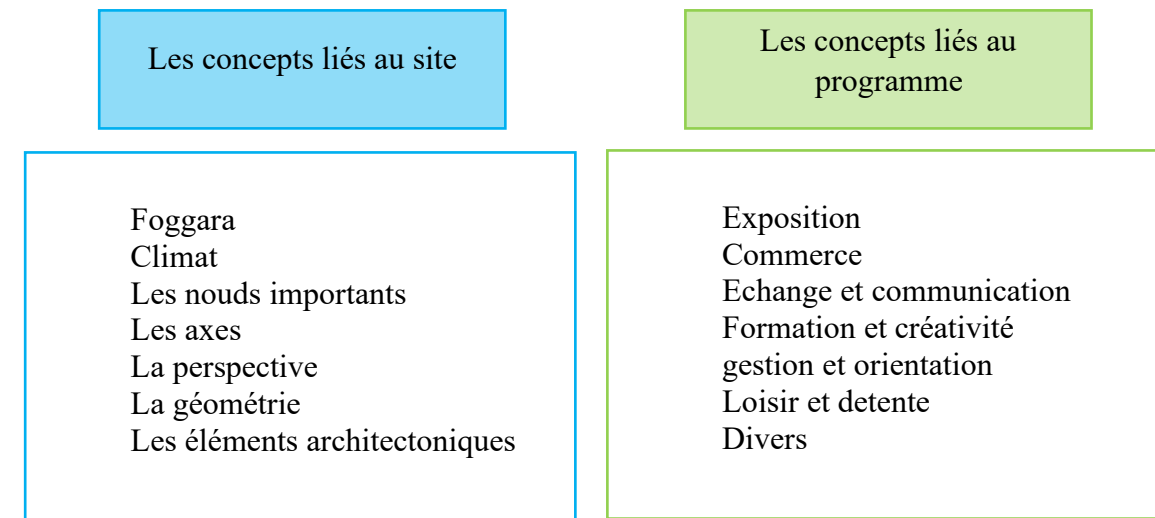 Les concepts liés au site
Foggara
Climat
Les nouds importants
Les axes
La perspective
La géométrie
Les éléments architectoniques
Les concepts liés au
programme
Exposition
Commerce
Echange et communication
Formation et créativité
gestion et orientation
Loisir et detente
Divers